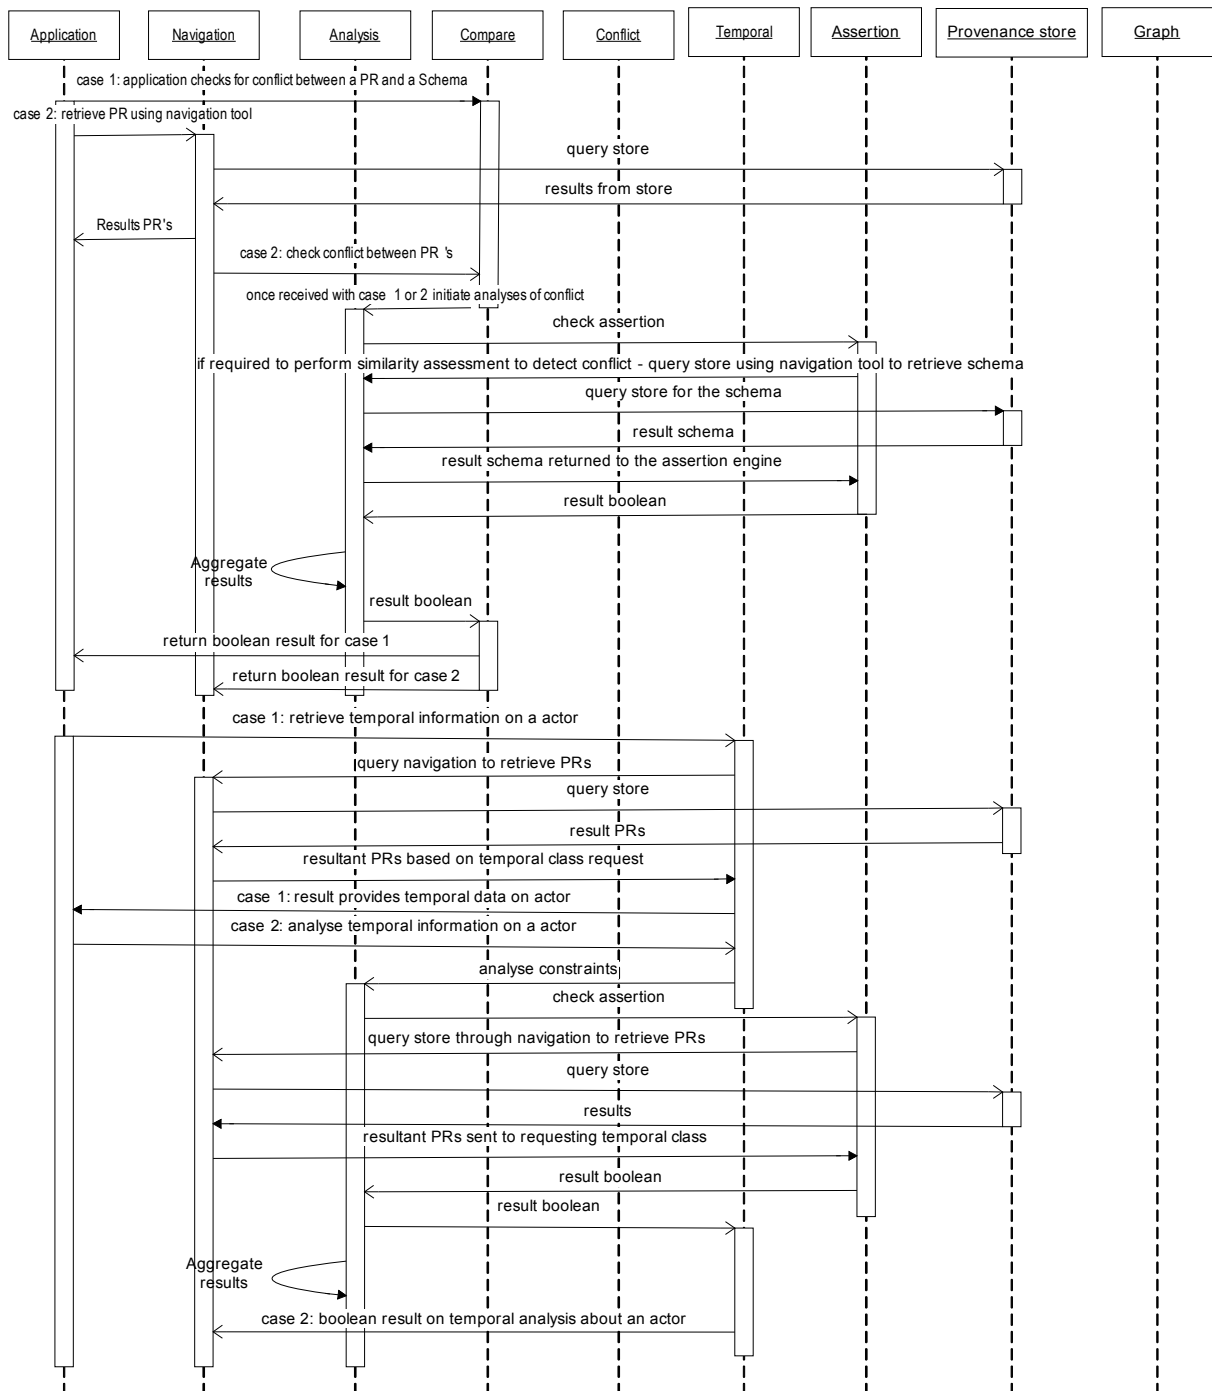 Application
Navigation
Analysis
Compare
Conflict
Temporal
Assertion
Provenance store
Graph
case 1: application checks for conflict between a PR and a Schema
case 2: retrieve PR using navigation tool
query store
results from store
Results PR's
case 2: check conflict between PR 's
once received with case 1 or 2 initiate analyses of conflict
check assertion
if required to perform similarity assessment to detect conflict - query store using navigation tool to retrieve schema
query store for the schema
result schema
result schema returned to the assertion engine
result boolean
Aggregate
results
result boolean
return boolean result for case 1
return boolean result for case 2
case 1: retrieve temporal information on a actor
query navigation to retrieve PRs
query store
result PRs
resultant PRs based on temporal class request
case 1: result provides temporal data on actor
case 2: analyse temporal information on a actor
analyse constraints
check assertion
query store through navigation to retrieve PRs
query store
results
resultant PRs sent to requesting temporal class
result boolean
result boolean
Aggregate
results
case 2: boolean result on temporal analysis about an actor